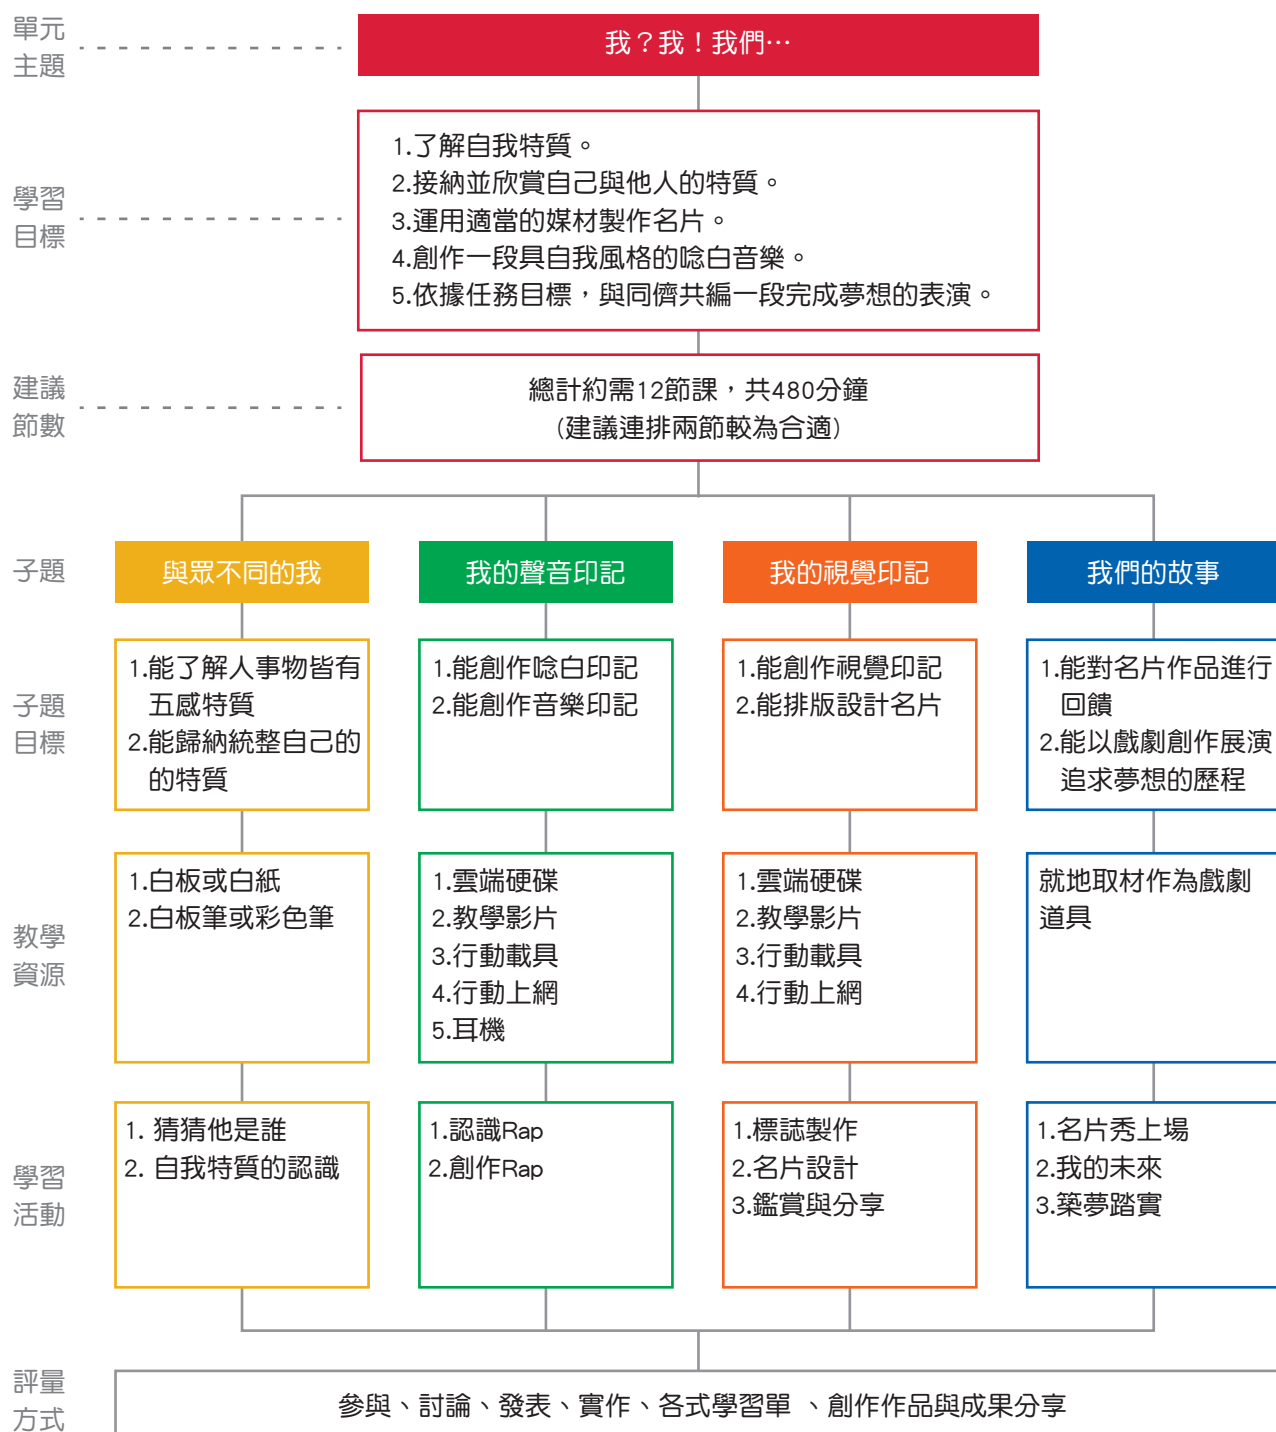 單元
主題
我？我！我們…
學習
目標
1.了解自我特質。
2.接納並欣賞自己與他人的特質。
3.運用適當的媒材製作名片。
4.創作一段具自我風格的唸白音樂。
5.依據任務目標，與同儕共編一段完成夢想的表演。
建議
節數
總計約需12節課，共480分鐘
(建議連排兩節較為合適)
子題
與眾不同的我
我的聲音印記
我的視覺印記
我們的故事
子題
目標
1.能了解人事物皆有
五感特質
2.能歸納統整自己的
的特質
1.能創作唸白印記
2.能創作音樂印記
1.能創作視覺印記
2.能排版設計名片
1.能對名片作品進行
回饋
2.能以戲劇創作展演
追求夢想的歷程
教學
資源
1.白板或白紙
2.白板筆或彩色筆
1.雲端硬碟
2.教學影片
3.行動載具
4.行動上網
5.耳機
1.雲端硬碟
2.教學影片
3.行動載具
4.行動上網
就地取材作為戲劇
道具
學習
活動
1. 猜猜他是誰
2. 自我特質的認識
1.認識Rap
2.創作Rap
1.標誌製作
2.名片設計
3.鑑賞與分享
1.名片秀上場
2.我的未來
3.築夢踏實
評量
方式
參與、討論、發表、實作、各式學習單 、創作作品與成果分享